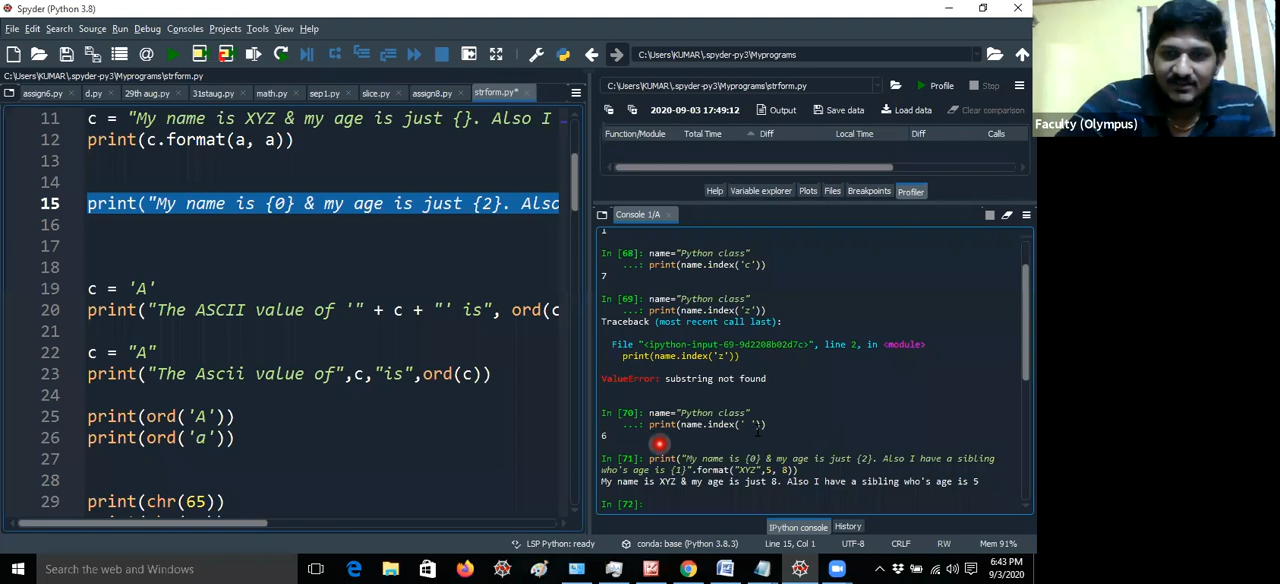 Spyder (Python 3.8)
File Edit Search Source Run Debug Consoles Projects Tools View Help
C:\Users\KUMAR\.spyder-py3\Myprograms
C:\Users\KUMAR\.spyder-py3\Myprograms\strform.py
assign6.py d.py 29th aug.py 31staug.py math.py sep1.py slice.py assign8.py strform.py*
11 c = "My name is XYZ & my age is just {}. Also I
12 print(c.format(a, a))
13
14
15 print("My name is {0} & my age is just {2}. Also
16
17
18
19 c = 'A'
20 print("The ASCII value of '" + c + "' is", ord(c
21
22 c = "A"
23 print("The Ascii value of",c,"is",ord(c))
24
25 print(ord('A'))
26 print(ord('a'))
27
28
29 print(chr(65))
C:\Users\KUMAR\.spyder-py3\Myprograms\strform.py Profile Stop
2020-09-03 17:49:12 Output Save data Load data Clear comparison
Function/Module Total Time Diff Local Time Diff Calls
Help Variable explorer Plots Files Breakpoints Profiler
Console 1/A
1
In [68]: name="Python class"
...: print(name.index('c'))
7
In [69]: name="Python class"
...: print(name.index('z'))
Traceback (most recent call last):
File "<ipython-input-69-9d2208b02d7c>", line 2, in <module>
print(name.index('z'))
ValueError: substring not found
In [70]: name="Python class"
...: print(name.index(' '))
6
In [71]: print("My name is {0} & my age is just {2}. Also I have a sibling
who's age is {1}".format("XYZ",5, 8))
My name is XYZ & my age is just 8. Also I have a sibling who's age is 5
In [72]:
IPython console History
LSP Python: ready conda: base (Python 3.8.3) Line 15, Col 1 UTF-8 CRLF RW Mem 91%
Type here to search
6:43 PM
9/3/2020
Faculty (Olympus)